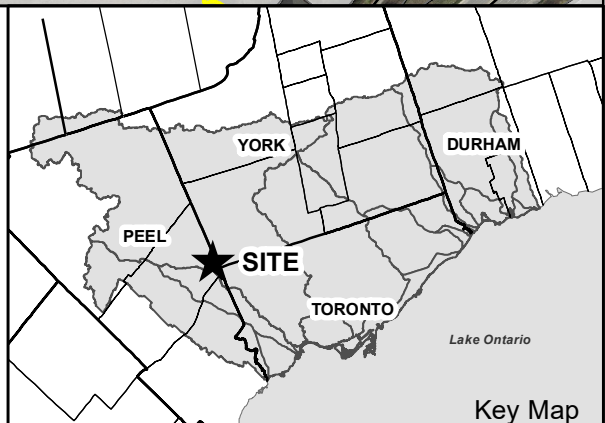 YORK
DURHAM
PEEL
SITE
TORONTO
Lake Ontario
Key Map